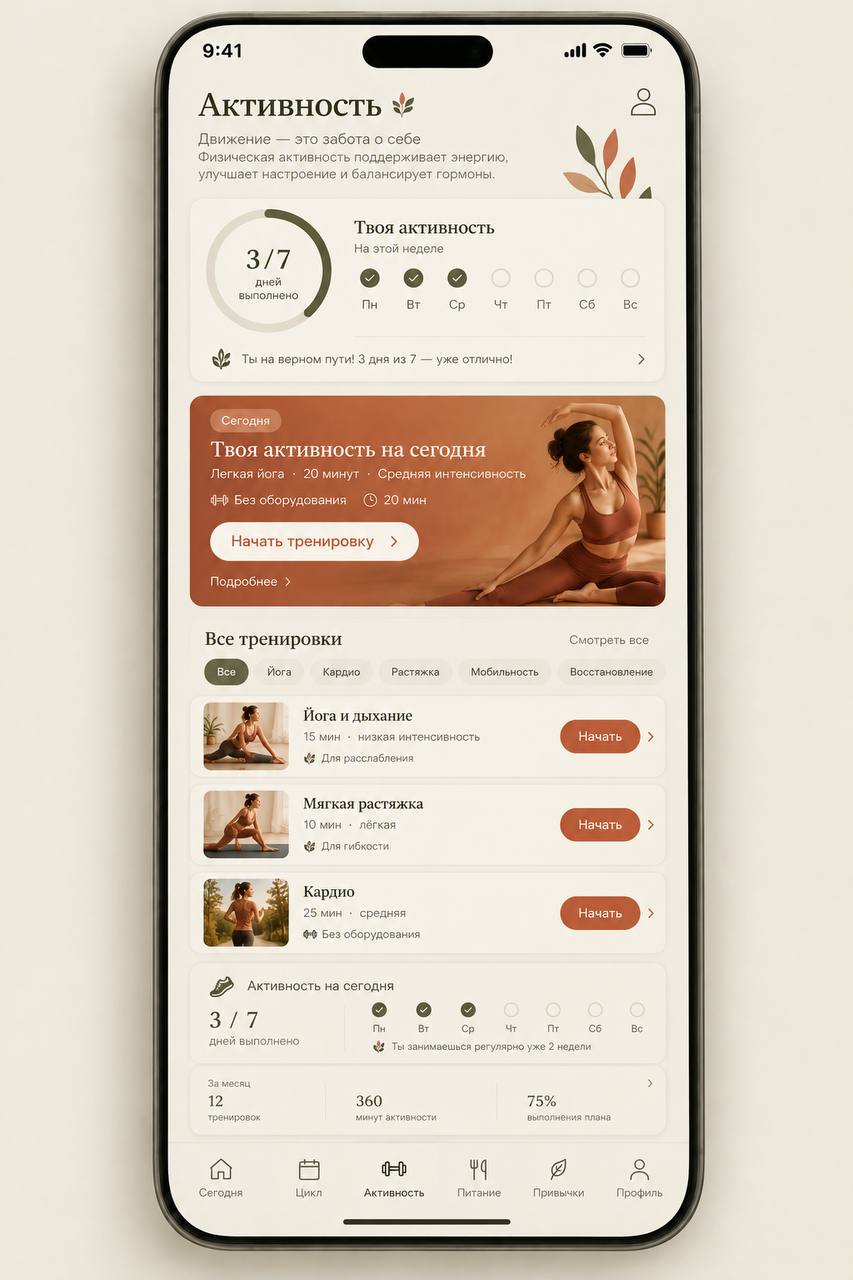 9:41
Активность
Движение — это забота о себе
Физическая активность поддерживает энергию,
улучшает настроение и балансирует гормоны.
3/7
дней
выполнено
Твоя активность
На этой неделе
Пн Вт Ср Чт Пт Сб Вс
Ты на верном пути! 3 дня из 7 — уже отлично!
Сегодня
Твоя активность на сегодня
Легкая йога · 20 минут · Средняя интенсивность
Без оборудования 20 мин
Начать тренировку
Подробнее
Все тренировки Смотреть все
Все Йога Кардио Растяжка Мобильность Восстановление
Йога и дыхание
15 мин · низкая интенсивность
Для расслабления
Начать
Мягкая растяжка
10 мин · лёгкая
Для гибкости
Начать
Кардио
25 мин · средняя
Без оборудования
Начать
Активность на сегодня
3 / 7
дней выполнено
Пн Вт Ср Чт Пт Сб Вс
Ты занимаешься регулярно уже 2 недели
За месяц
12
тренировок
360
минут активности
75%
выполнения плана
Сегодня Цикл Активность Питание Привычки Профиль